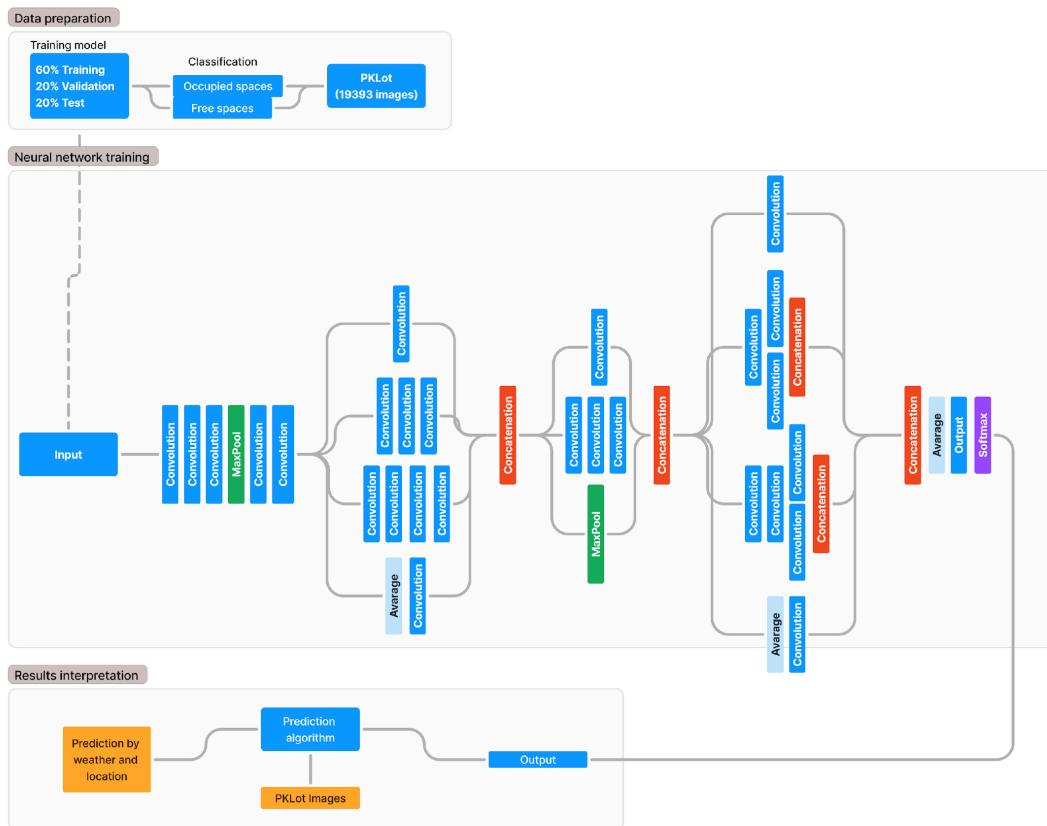 Data preparation
Training model
60% Training
20% Validation
20% Test
Classification
Occupied spaces
Free spaces
PKLot
(19393 images)
Neural network training
Input
Convolution
Convolution
Convolution
MaxPool
Convolution
Convolution
Convolution
Convolution
Convolution
Convolution
Convolution
Convolution
Convolution
Convolution
Avarage
Convolution
Concatenation
Convolution
Convolution
Convolution
Convolution
MaxPool
Concatenation
Convolution
Convolution
Convolution
Convolution
Concatenation
Convolution
Convolution
Convolution
Convolution
Concatenation
Avarage
Convolution
Concatenation
Avarage
Output
Softmax
Results interpretation
Prediction by
weather and
location
Prediction
algorithm
PKLot Images
Output